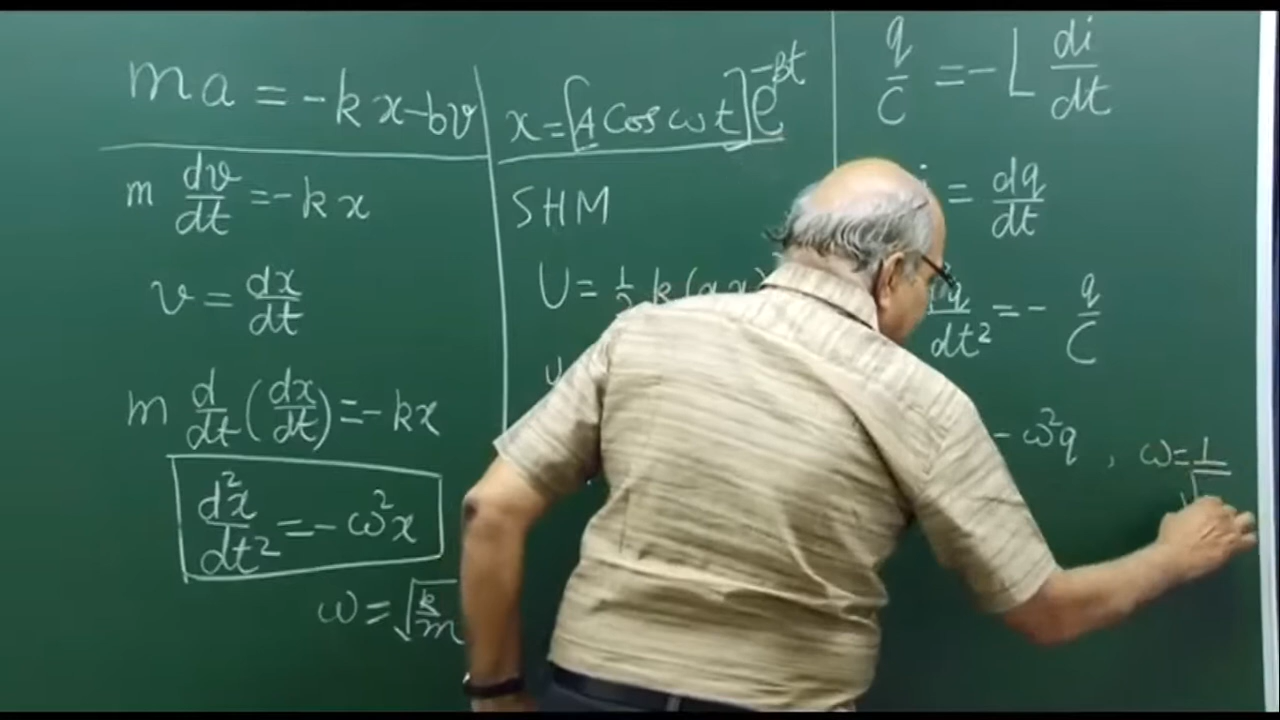 ma = -kx-bv
m dv/dt = -kx
v = dx/dt
m d/dt (dx/dt) = -kx
d²x/dt² = -ω²x
ω = √(k/m)
x = [A cos ωt] e^-βt
SHM
U = 1/2 k(
q/C = -L di/dt
= dq/dt
q/dt² = - q/C
- ω²q , ω = 1/√